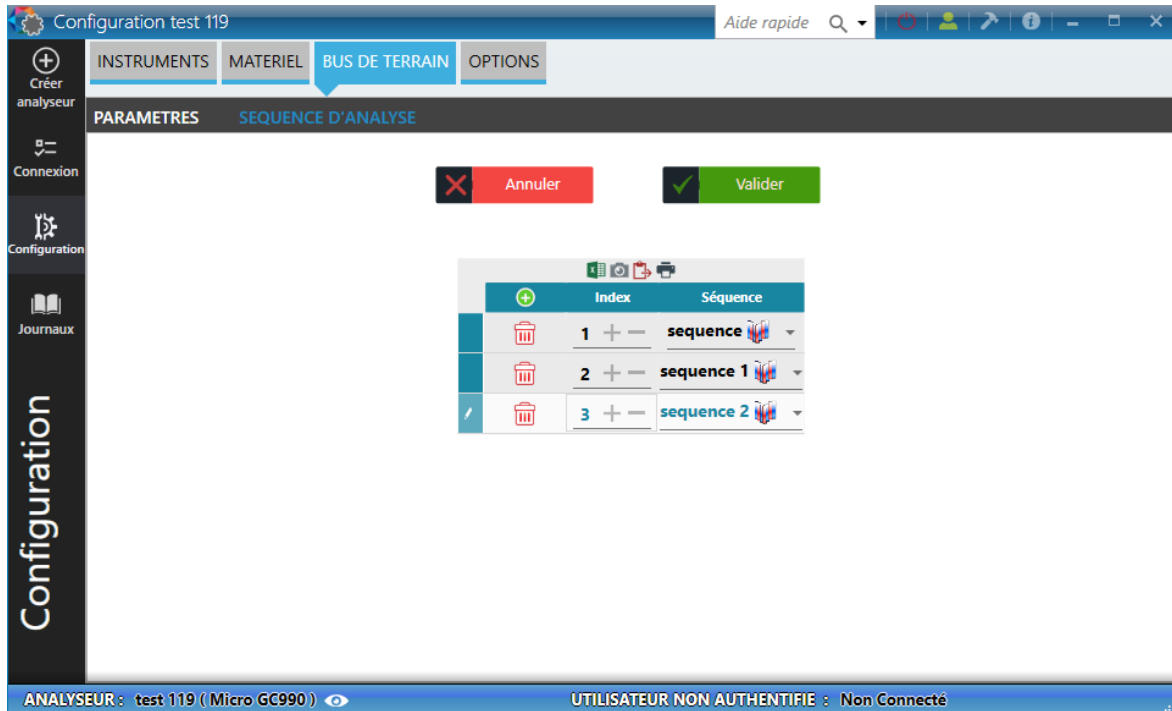 Configuration test 119
Aide rapide
Créer
analyseur
Connexion
Configuration
Journaux
Configuration
INSTRUMENTS MATERIEL BUS DE TERRAIN OPTIONS
PARAMETRES SEQUENCE D'ANALYSE
Annuler Valider
Index Séquence
1 sequence
2 sequence 1
3 sequence 2
ANALYSEUR : test 119 ( Micro GC990 ) UTILISATEUR NON AUTHENTIFIE : Non Connecté